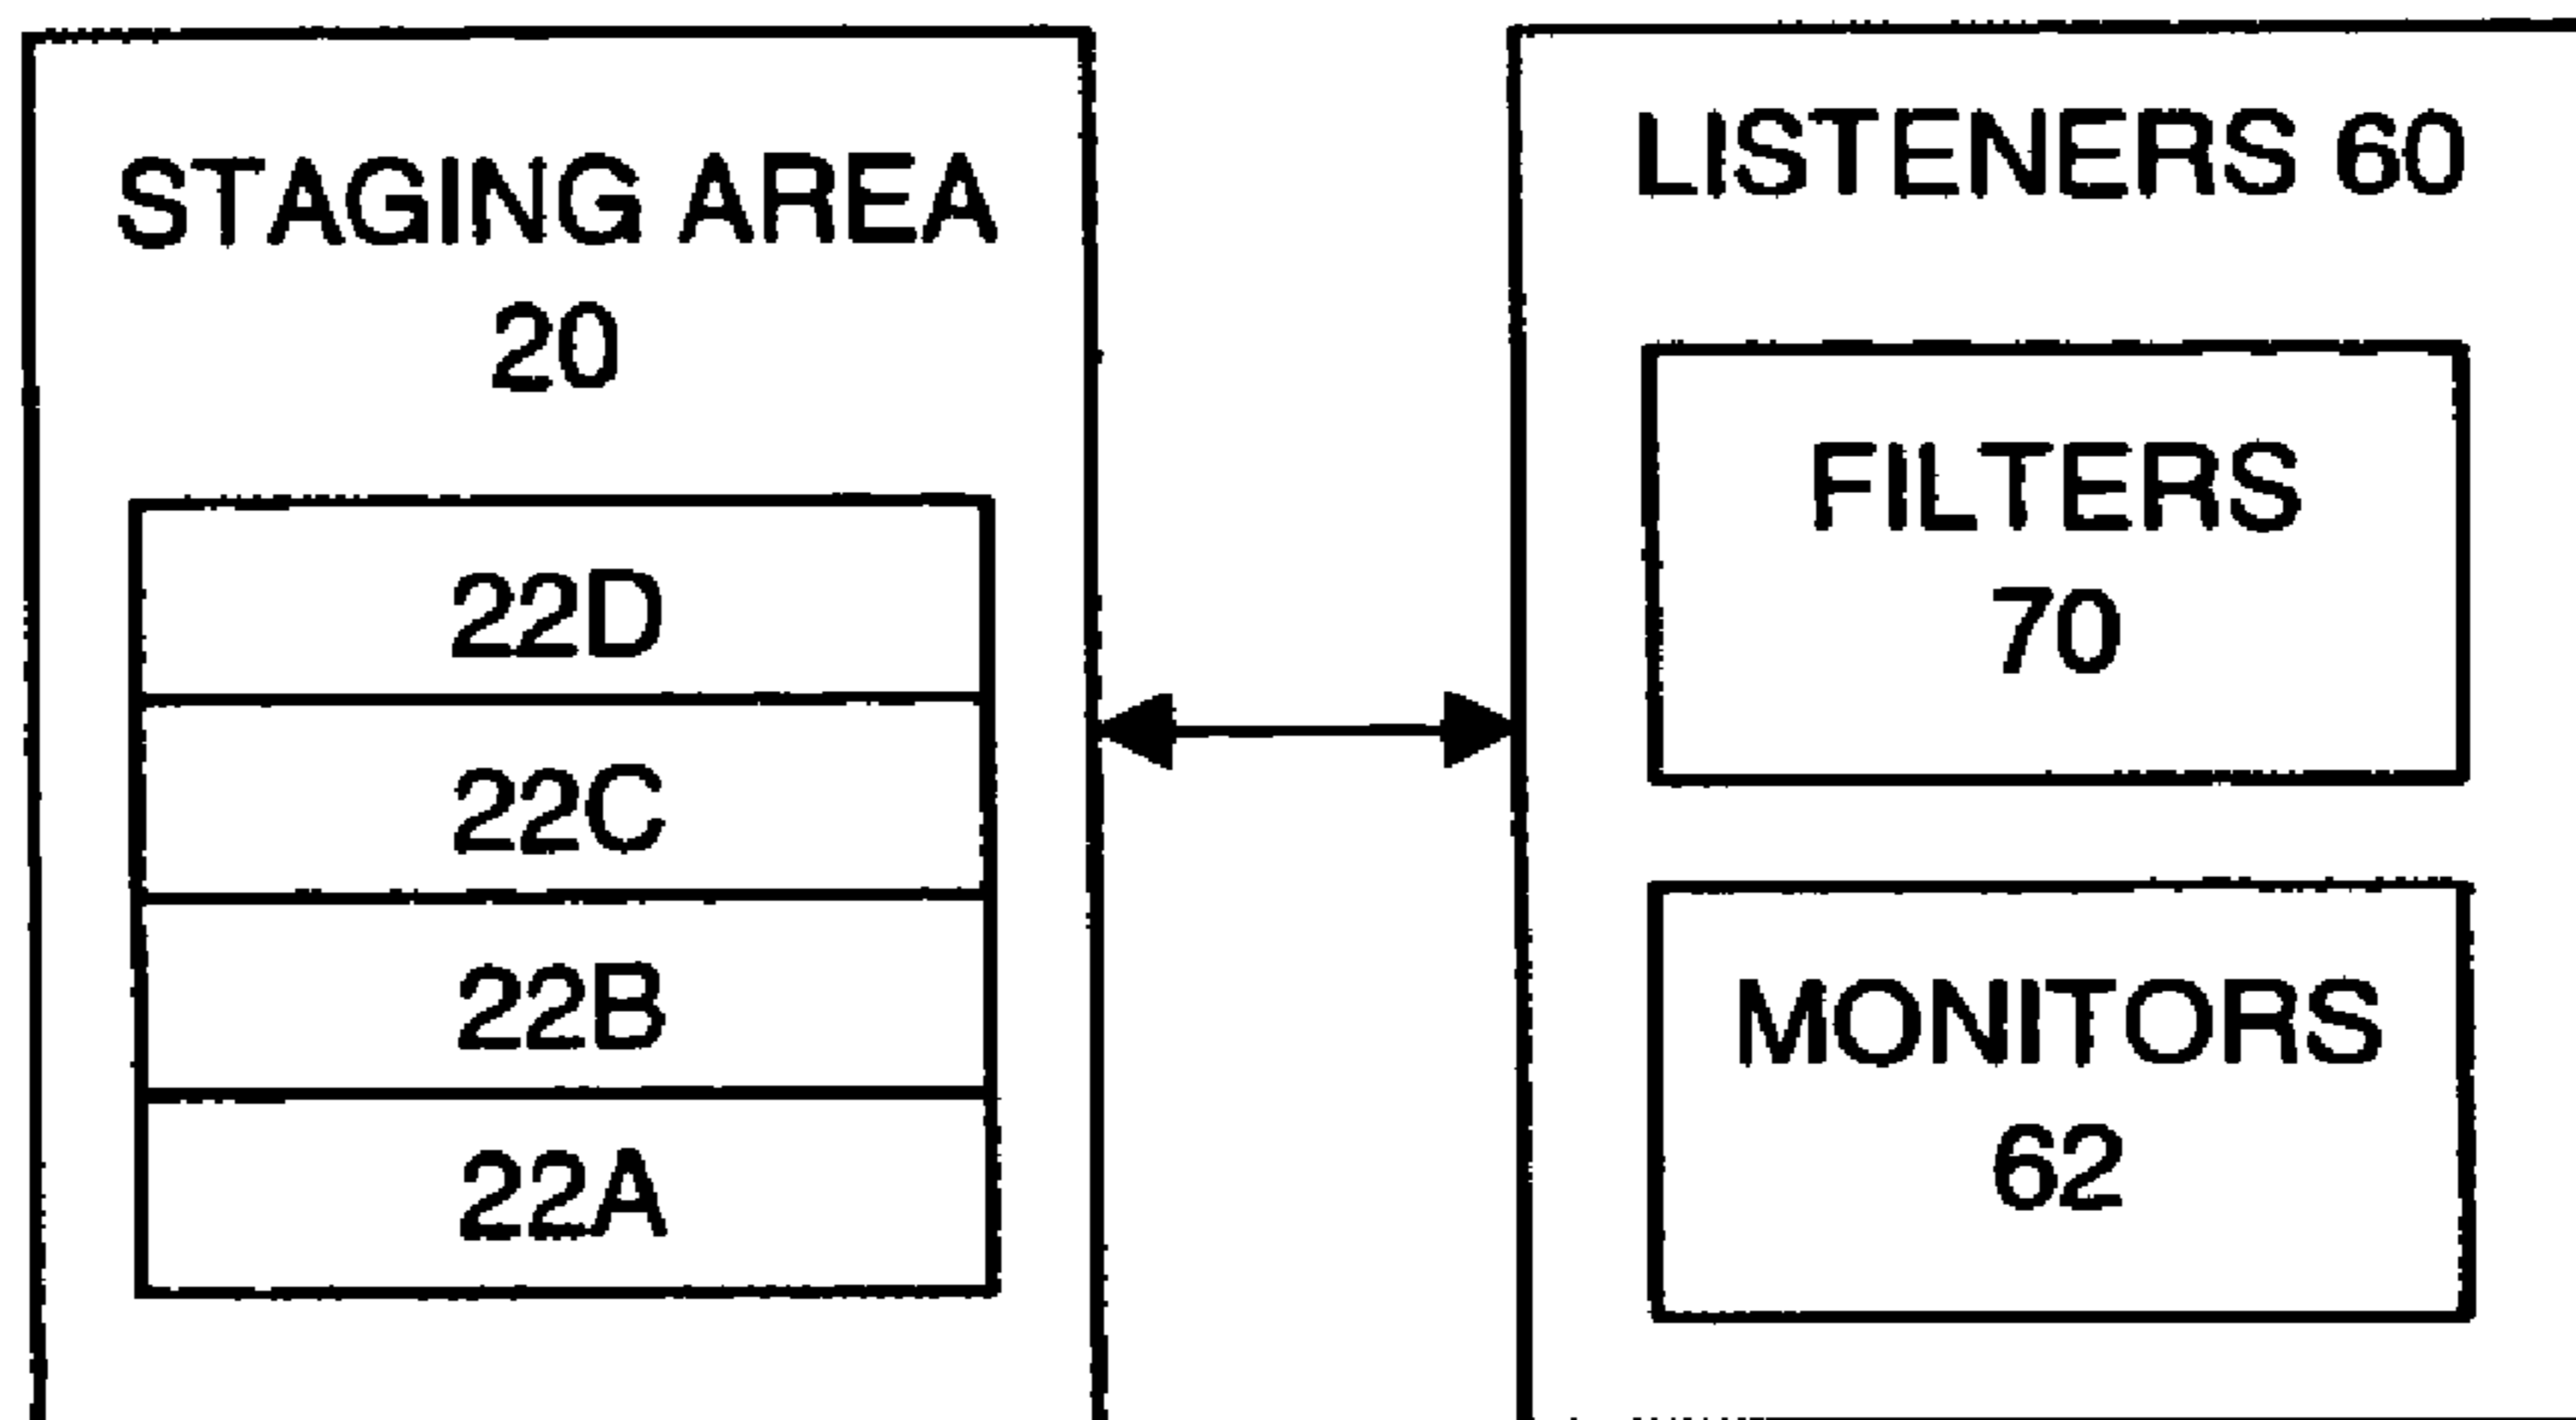 STAGING AREA
20
22D
22C
22B
22A
LISTENERS 60
FILTERS
70
MONITORS
62